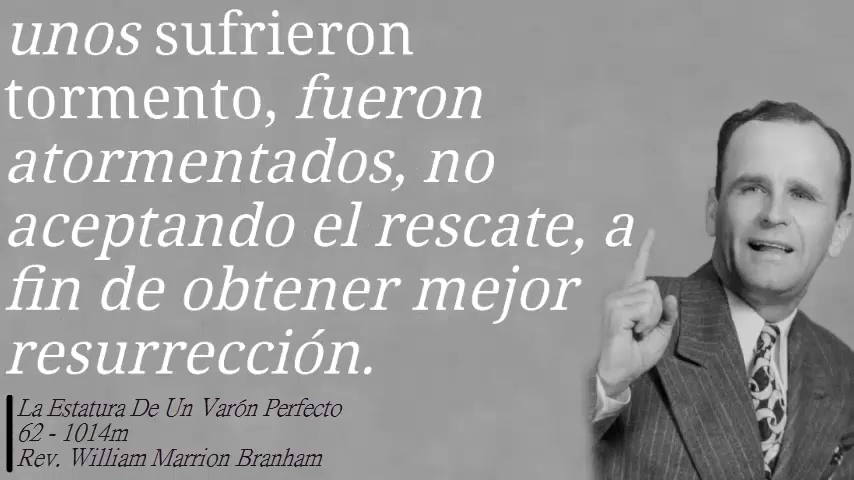 unos sufrieron
tormento, fueron
atormentados, no
aceptando el rescate, a
fin de obtener mejor
resurrección.
La Estatura De Un Varón Perfecto
62 - 1014m
Rev. William Marrion Branham